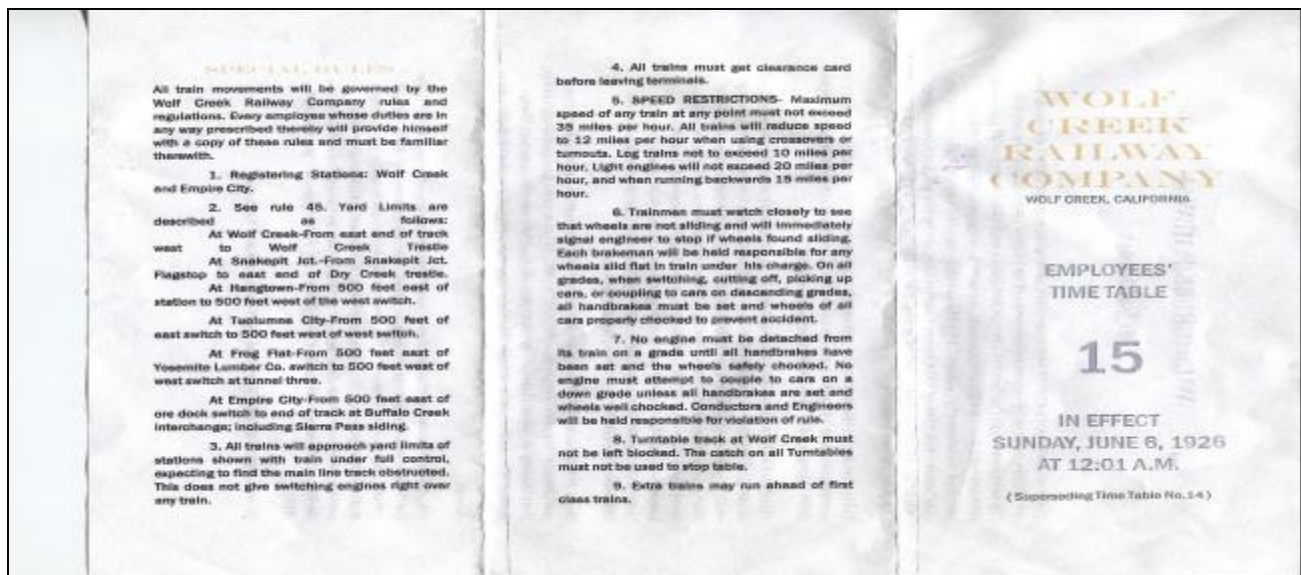 SPECIAL RULES
All train movements will be governed by the
Wolf Creek Railway Company rules and
regulations. Every employee whose duties are in
any way prescribed thereby will provide himself
with a copy of these rules and must be familiar
therewith.
1. Registering Stations: Wolf Creek
and Empire City.
2. See rule 45. Yard Limits are
described as follows:
At Wolf Creek-From east end of track
west to Wolf Creek Trestle
At Snakepit Jct.-From Snakepit Jct.
Flagstop to east end of Dry Creek trestle.
At Hangtown-From 500 feet east of
station to 500 feet west of the west switch.
At Tuolumne City-From 500 feet of
east switch to 500 feet west of west switch.
At Frog Flat-From 500 feet east of
Yosemite Lumber Co. switch to 500 feet west of
west switch at tunnel three.
At Empire City-From 500 feet east of
ore dock switch to end of track at Buffalo Creek
interchange; including Sierra Pass siding.
3. All trains will approach yard limits of
stations shown with train under full control,
expecting to find the main line track obstructed.
This does not give switching engines right over
any train.
4. All trains must get clearance card
before leaving terminals.
5. SPEED RESTRICTIONS- Maximum
speed of any train at any point must not exceed
35 miles per hour. All trains will reduce speed
to 12 miles per hour when using crossovers or
turnouts. Log trains not to exceed 10 miles per
hour. Light engines will not exceed 20 miles per
hour, and when running backwards 15 miles per
hour.
6. Trainmen must watch closely to see
that wheels are not sliding and will immediately
signal engineer to stop if wheels found sliding.
Each brakeman will be held responsible for any
wheels slid flat in train under his charge. On all
grades, when switching, cutting off, picking up
cars, or coupling to cars on descending grades,
all handbrakes must be set and wheels of all
cars properly chocked to prevent accident.
7. No engine must be detached from
its train on a grade until all handbrakes have
been set and the wheels safely chocked. No
engine must attempt to couple to cars on a
down grade unless all handbrakes are set and
wheels well chocked. Conductors and Engineers
will be held responsible for violation of rule.
8. Turntable track at Wolf Creek must
not be left blocked. The catch on all Turntables
must not be used to stop table.
9. Extra trains may run ahead of first
class trains.
WOLF
CREEK
RAILWAY
COMPANY
WOLF CREEK, CALIFORNIA
EMPLOYEES'
TIME TABLE
15
IN EFFECT
SUNDAY, JUNE 6, 1926
AT 12:01 A.M.
( Superseding Time Table No. 14 )